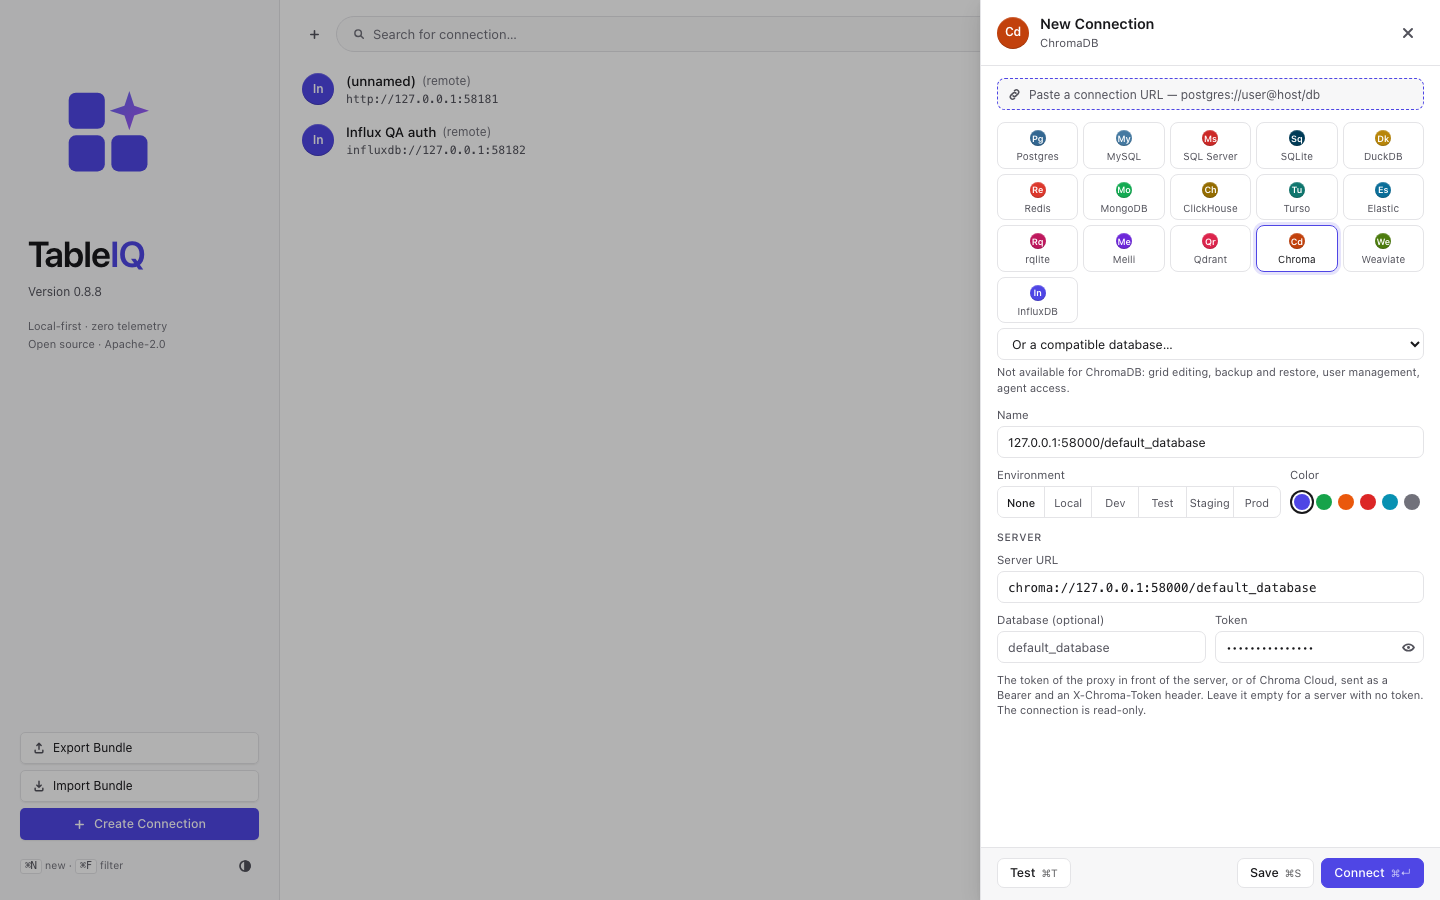 TableIQ
Version 0.8.8
Local-first · zero telemetry
Open source · Apache-2.0
Export Bundle
Import Bundle
+ Create Connection
⌘N new · ⌘F filter
+
Search for connection...
In
(unnamed) (remote)
http://127.0.0.1:58181
In
Influx QA auth (remote)
influxdb://127.0.0.1:58182
Cd
New Connection
ChromaDB
Paste a connection URL — postgres://user@host/db
Pg My Ms Sq Dk
Postgres MySQL SQL Server SQLite DuckDB
Re Mo Ch Tu Es
Redis MongoDB ClickHouse Turso Elastic
Rq Me Qr Cd We
rqlite Meili Qdrant Chroma Weaviate
In
InfluxDB
Or a compatible database...
Not available for ChromaDB: grid editing, backup and restore, user management,
agent access.
Name
127.0.0.1:58000/default_database
Environment Color
None Local Dev Test Staging Prod
SERVER
Server URL
chroma://127.0.0.1:58000/default_database
Database (optional) Token
default_database •••••••••••••••
The token of the proxy in front of the server, or of Chroma Cloud, sent as a
Bearer and an X-Chroma-Token header. Leave it empty for a server with no token.
The connection is read-only.
Test ⌘T Save ⌘S Connect ⌘↵